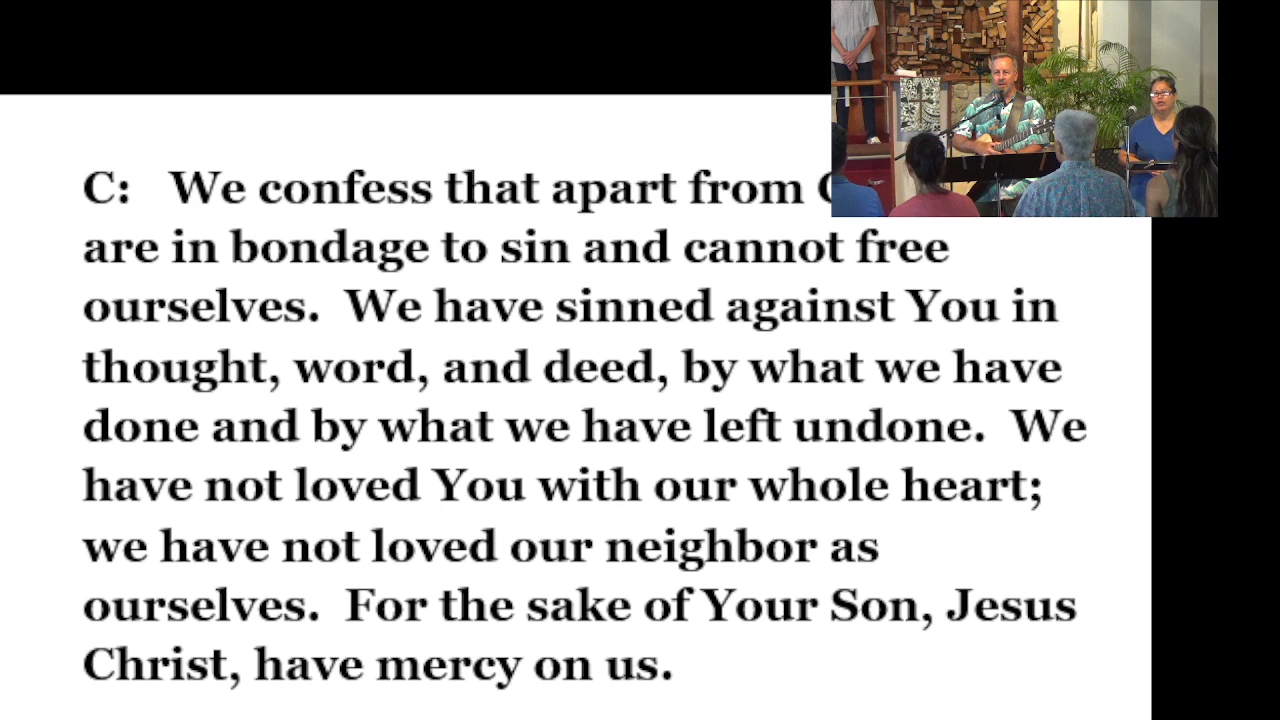 C: We confess that apart from
are in bondage to sin and cannot free
ourselves. We have sinned against You in
thought, word, and deed, by what we have
done and by what we have left undone. We
have not loved You with our whole heart;
we have not loved our neighbor as
ourselves. For the sake of Your Son, Jesus
Christ, have mercy on us.